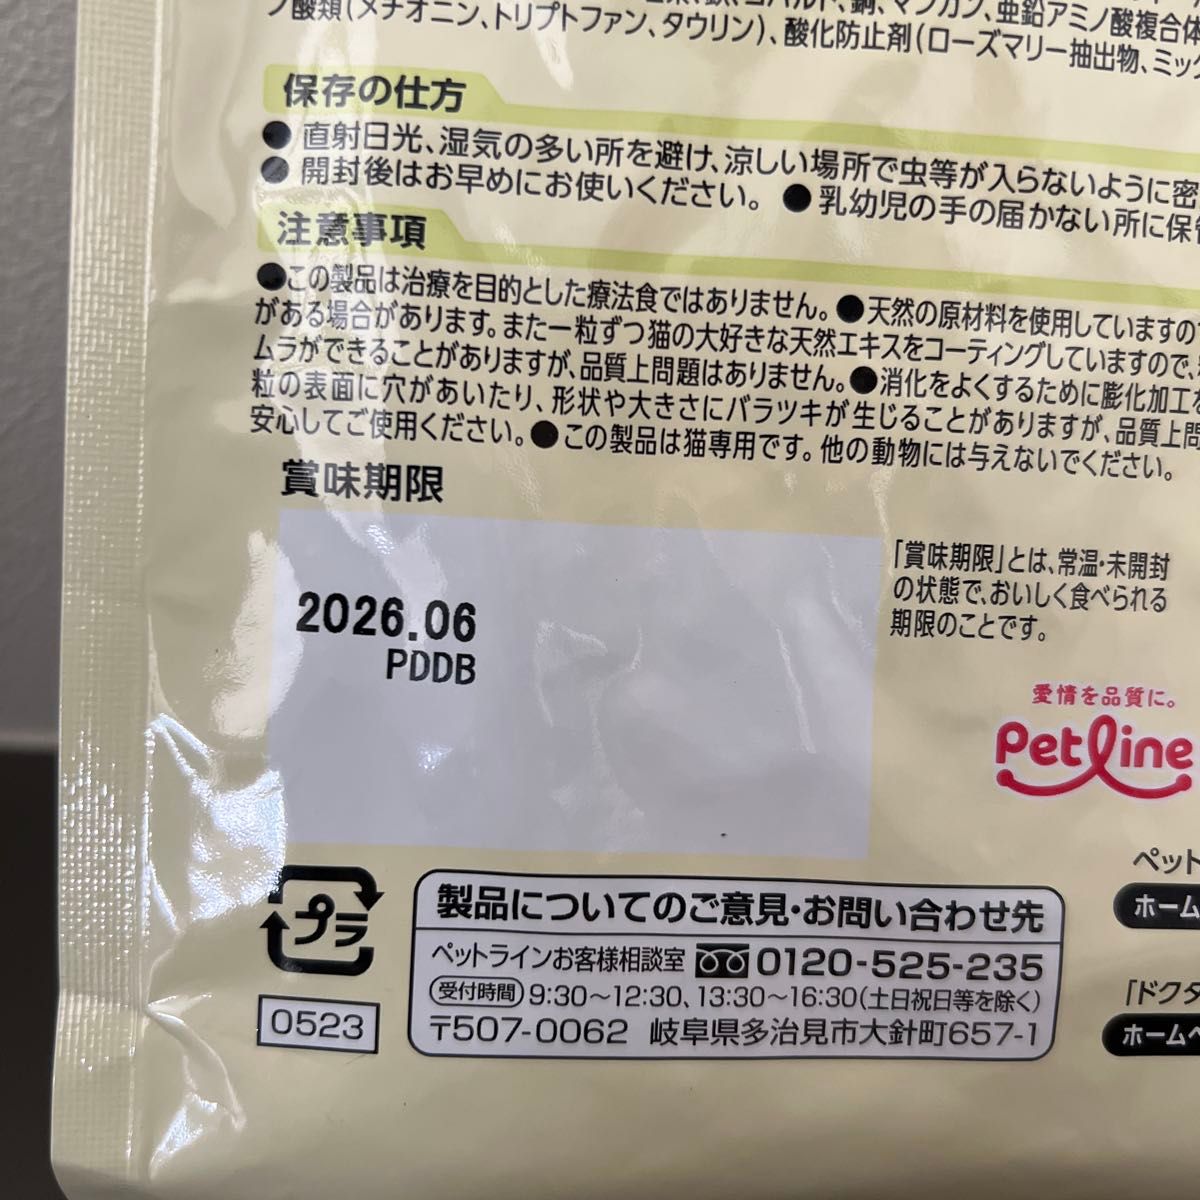 ノ酸類(メチオニン、トリプトファン、タウリン)、酸化防止剤(ローズマリー抽出物、ミック
保存の仕方
● 直射日光、湿気の多い所を避け、涼しい場所で虫等が入らないように密
● 開封後はお早めにお使いください。 ● 乳幼児の手の届かない所に保管
注意事項
●この製品は治療を目的とした療法食ではありません。●天然の原材料を使用していますので
がある場合があります。また一粒ずつ猫の大好きな天然エキスをコーティングしていますので、
ムラができることがありますが、品質上問題はありません。●消化をよくするために膨化加工を
粒の表面に穴があいたり、形状や大きさにバラツキが生じることがありますが、品質上問
安心してご使用ください。●この製品は猫専用です。他の動物には与えないでください。
賞味期限
2026.06
PDDB
「賞味期限」とは、常温・未開封
の状態で、おいしく食べられる
期限のことです。
愛情を品質に。
Petline
プラ
0523
製品についてのご意見・お問い合わせ先
ペットラインお客様相談室 0120-525-235
受付時間 9:30～12:30、13:30～16:30(土日祝日等を除く)
〒507-0062 岐阜県多治見市大針町657-1
ペット
ホーム
「ドクタ
ホームペ